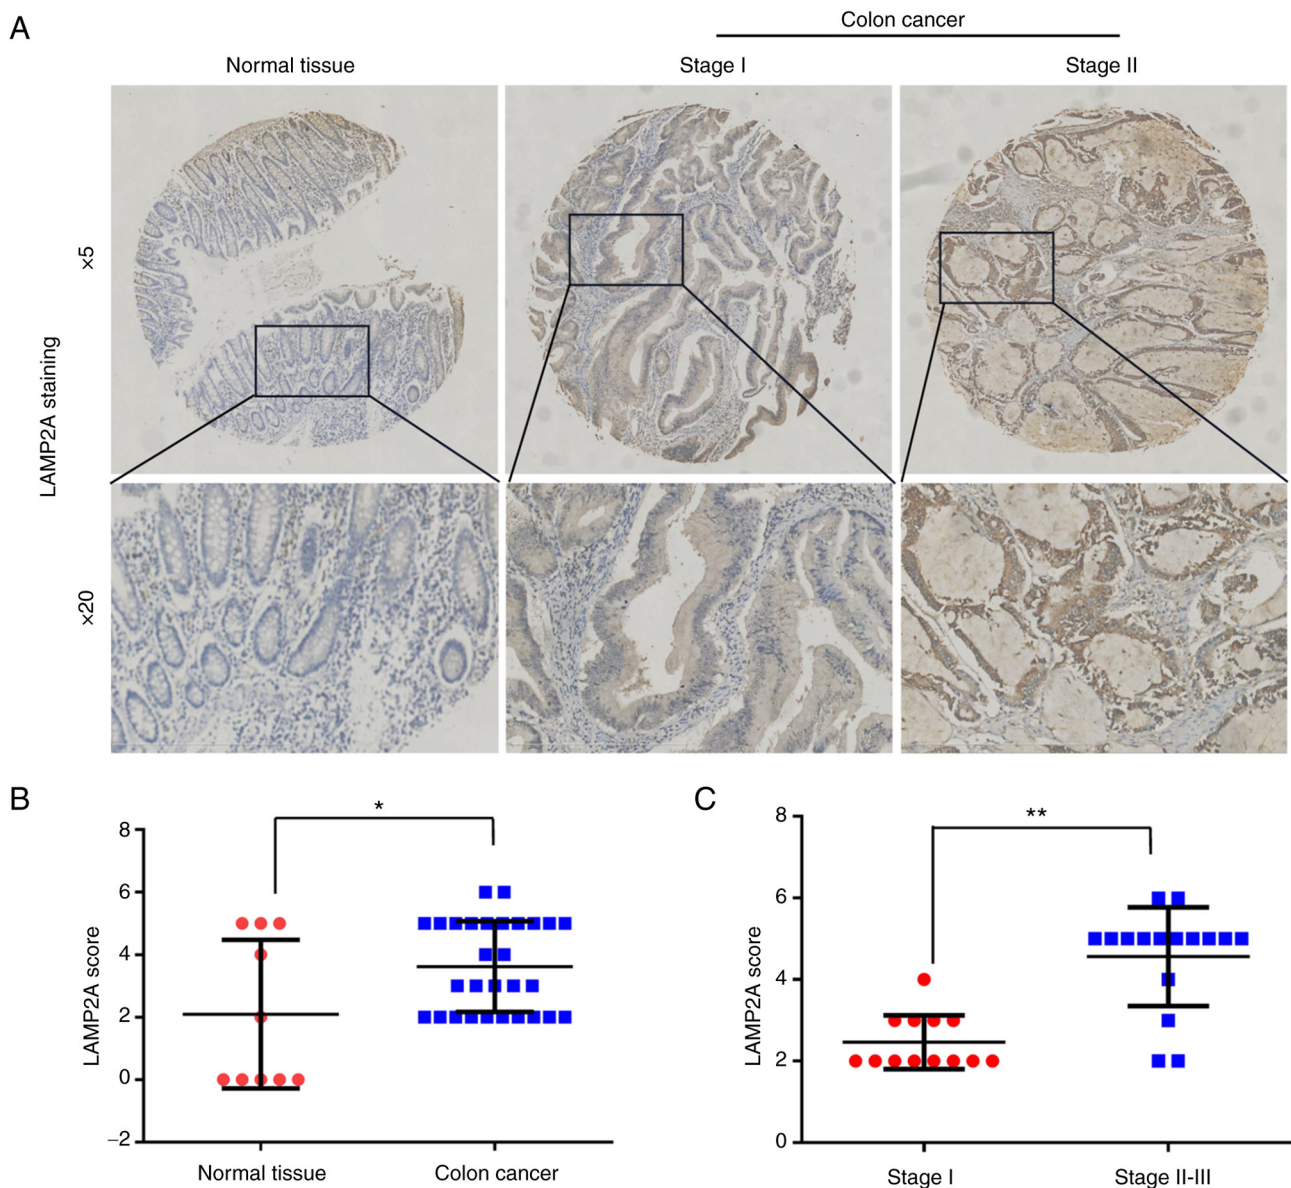 A
Colon cancer
Normal tissue
Stage I
Stage II
LAMP2A staining
×5
×20
B
*
8
6
4
2
0
−2
LAMP2A score
Normal tissue
Colon cancer
C
**
8
6
4
2
0
LAMP2A score
Stage I
Stage II-III